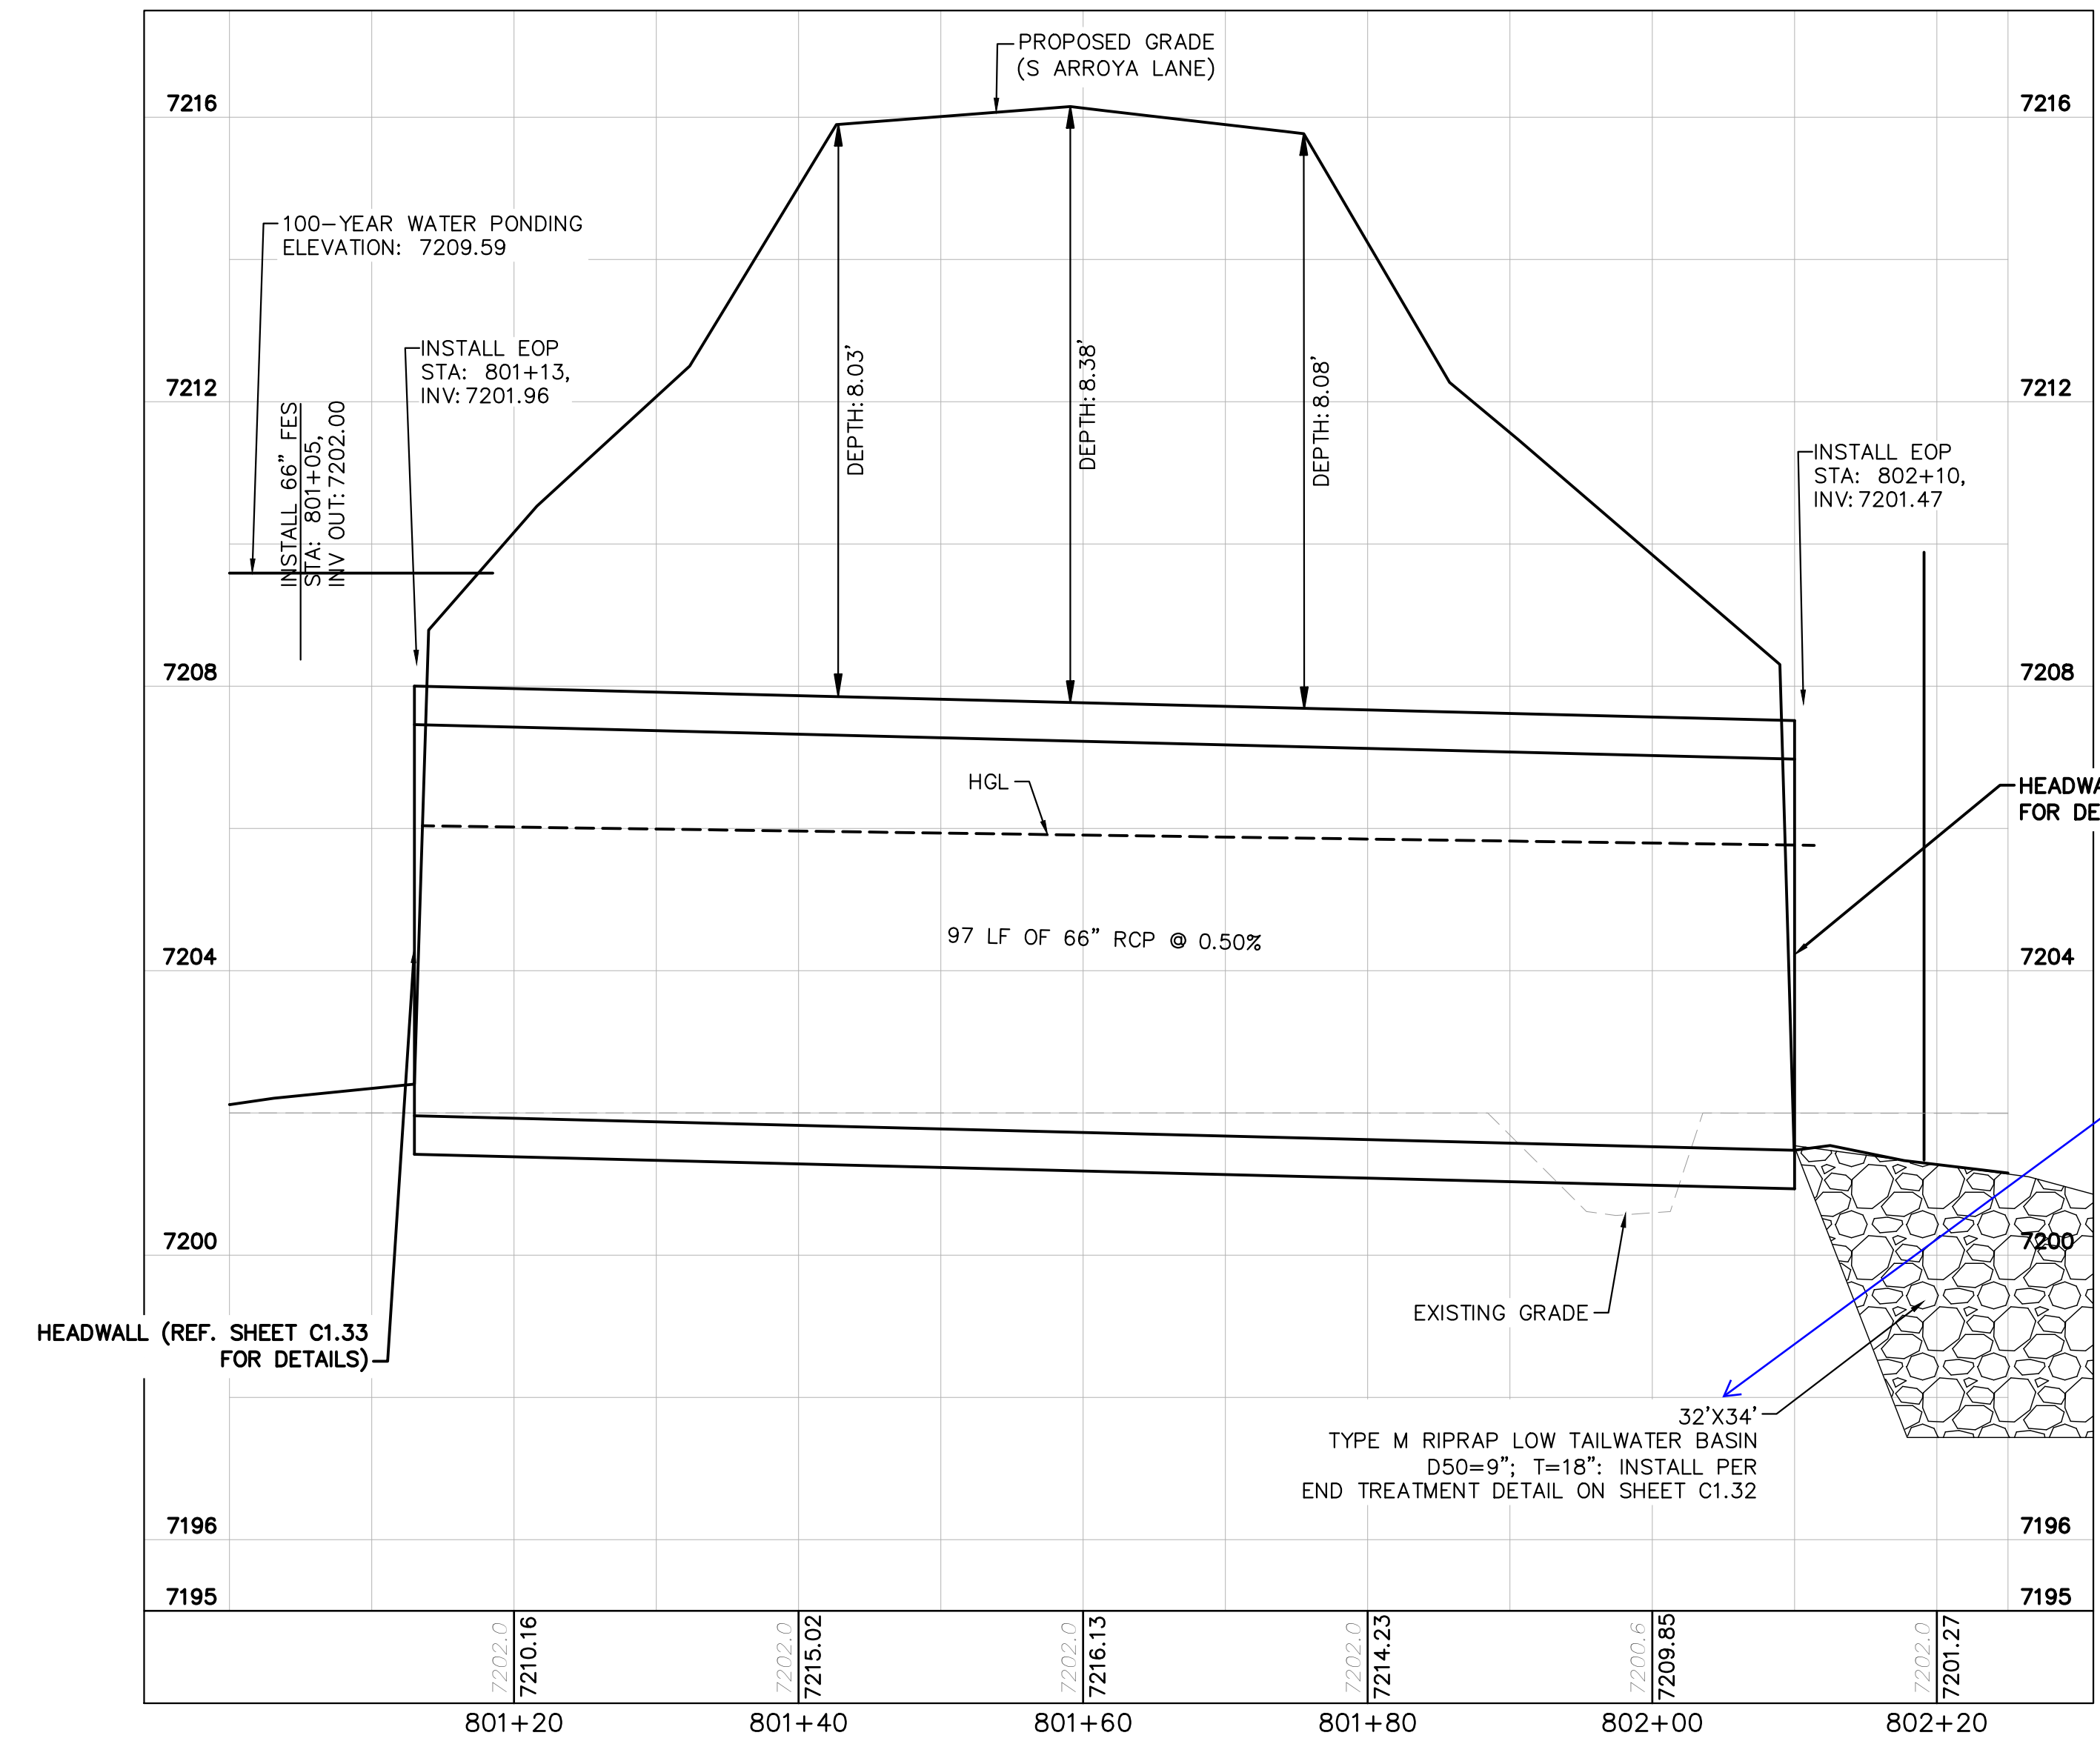 PROPOSED GRADE
(S ARROYA LANE)
7216
7216
100-YEAR WATER PONDING
ELEVATION: 7209.59
INSTALL EOP
STA: 801+13,
INV: 7201.96
7212
7212
INSTALL 66" FES
STA: 801+05,
INV OUT: 7202.00
DEPTH: 8.03'
DEPTH: 8.38'
DEPTH: 8.08'
INSTALL EOP
STA: 802+10,
INV: 7201.47
7208
7208
HGL
HEADWA
FOR DE
97 LF OF 66" RCP @ 0.50%
7204
7204
7200
7200
EXISTING GRADE
HEADWALL (REF. SHEET C1.33
FOR DETAILS)
32'X34'
TYPE M RIPRAP LOW TAILWATER BASIN
D50=9"; T=18": INSTALL PER
END TREATMENT DETAIL ON SHEET C1.32
7196
7196
7195
7195
7202.0
7210.16
7202.0
7215.02
7202.0
7216.13
7202.0
7214.23
7200.6
7209.85
7202.0
7201.27
801+20
801+40
801+60
801+80
802+00
802+20